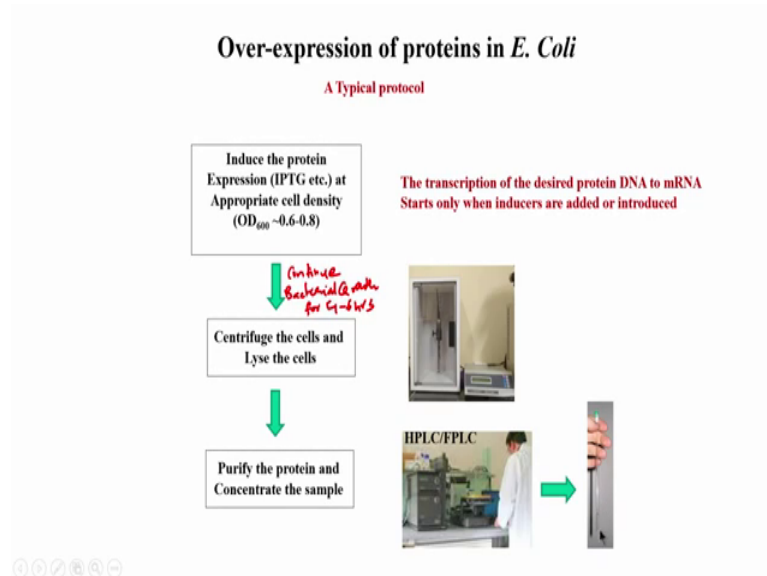 Over-expression of proteins in E. Coli
A Typical protocol
Induce the protein
Expression (IPTG etc.) at
Appropriate cell density
(OD600 ~0.6-0.8)
The transcription of the desired protein DNA to mRNA
Starts only when inducers are added or introduced
Continue
Bacterial Growth
for 4-6 hrs
Centrifuge the cells and
Lyse the cells
HPLC/FPLC
Purify the protein and
Concentrate the sample